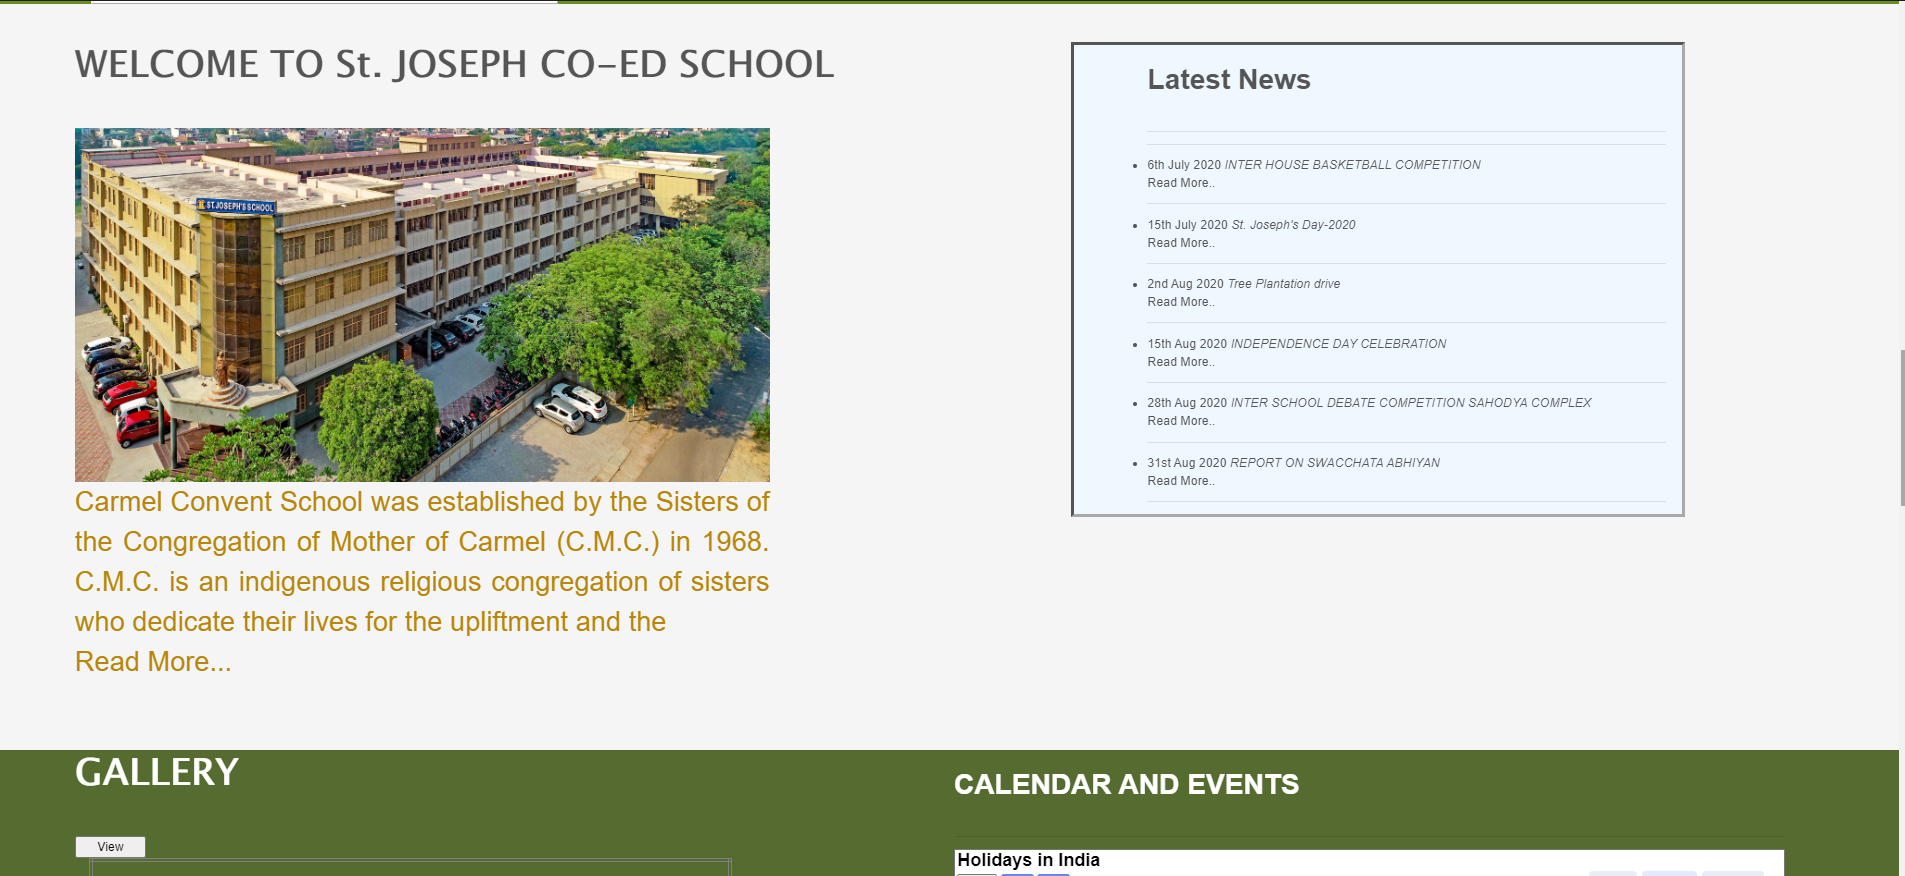 WELCOME TO St. JOSEPH CO-ED SCHOOL
ST.JOSEPH'S SCHOOL
Carmel Convent School was established by the Sisters of
the Congregation of Mother of Carmel (C.M.C.) in 1968.
C.M.C. is an indigenous religious congregation of sisters
who dedicate their lives for the upliftment and the
Read More...
Latest News
6th July 2020 INTER HOUSE BASKETBALL COMPETITION
Read More..
15th July 2020 St. Joseph's Day-2020
Read More..
2nd Aug 2020 Tree Plantation drive
Read More..
15th Aug 2020 INDEPENDENCE DAY CELEBRATION
Read More..
28th Aug 2020 INTER SCHOOL DEBATE COMPETITION SAHODYA COMPLEX
Read More..
31st Aug 2020 REPORT ON SWACCHATA ABHIYAN
Read More..
GALLERY
View
CALENDAR AND EVENTS
Holidays in India